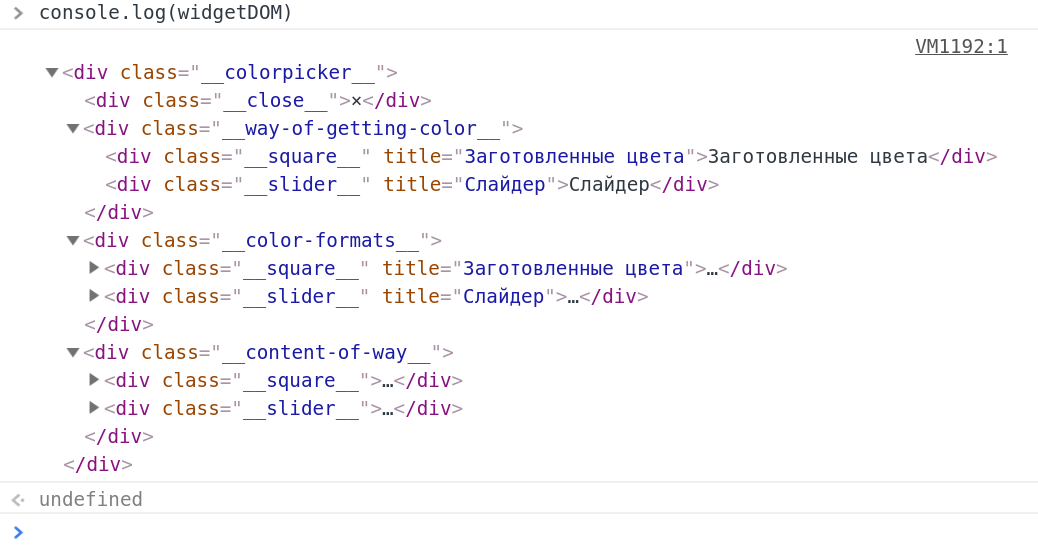 console.log(widgetDOM)
VM1192:1
<div class="__colorpicker__">
<div class="__close__">×</div>
<div class="__way-of-getting-color__">
<div class="__square__" title="Заготовленные цвета">Заготовленные цвета</div>
<div class="__slider__" title="Слайдер">Слайдер</div>
</div>
<div class="__color-formats__">
<div class="__square__" title="Заготовленные цвета">…</div>
<div class="__slider__" title="Слайдер">…</div>
</div>
<div class="__content-of-way__">
<div class="__square__">…</div>
<div class="__slider__">…</div>
</div>
</div>
undefined